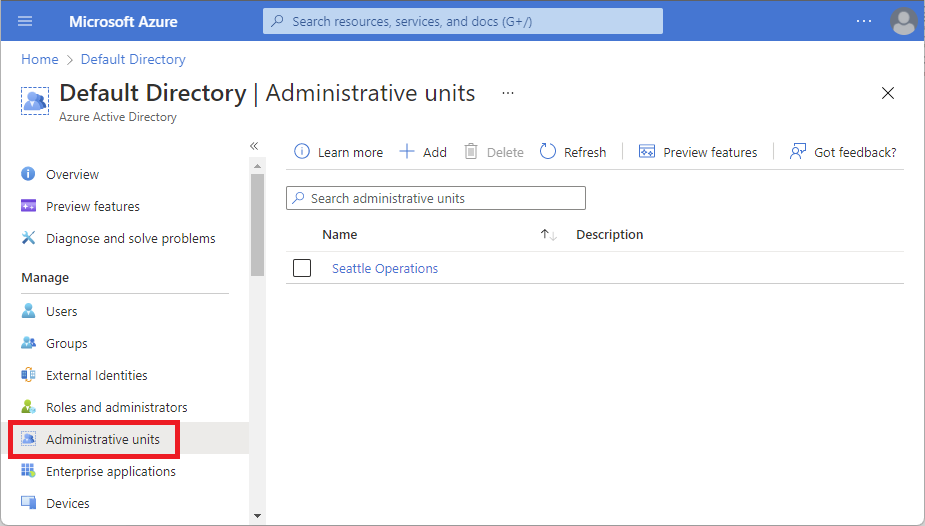 Microsoft Azure
Search resources, services, and docs (G+/)
...
Home > Default Directory
Default Directory | Administrative units ...
Azure Active Directory
«
Overview
Preview features
Diagnose and solve problems
Manage
Users
Groups
External Identities
Roles and administrators
Administrative units
Enterprise applications
Devices
Learn more + Add Delete Refresh | Preview features | Got feedback?
Search administrative units
Name ↑↓ Description
Seattle Operations